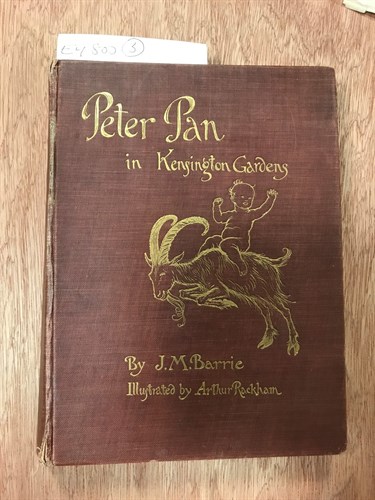 Peter Pan
in Kensington Gardens
By J.M.Barrie
Illustrated by Arthur Rackham